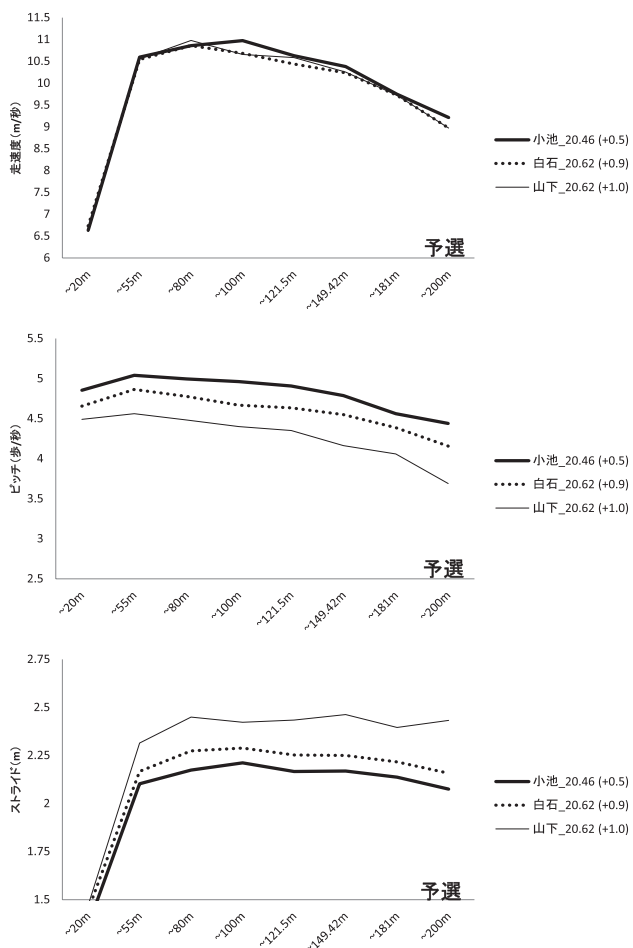 11.5
11
10.5
10
9.5
9
8.5
8
7.5
7
6.5
6
走速度(m/秒)
予選
~20m
~55m
~80m
~100m
~121.5m
~149.42m
~181m
~200m
小池_20.46 (+0.5)
白石_20.62 (+0.9)
山下_20.62 (+1.0)
5.5
5
4.5
4
3.5
3
2.5
ピッチ(歩/秒)
予選
~20m
~55m
~80m
~100m
~121.5m
~149.42m
~181m
~200m
小池_20.46 (+0.5)
白石_20.62 (+0.9)
山下_20.62 (+1.0)
2.75
2.5
2.25
2
1.75
1.5
ストライド(m)
予選
~20m
~55m
~80m
~100m
~121.5m
~149.42m
~181m
~200m
小池_20.46 (+0.5)
白石_20.62 (+0.9)
山下_20.62 (+1.0)